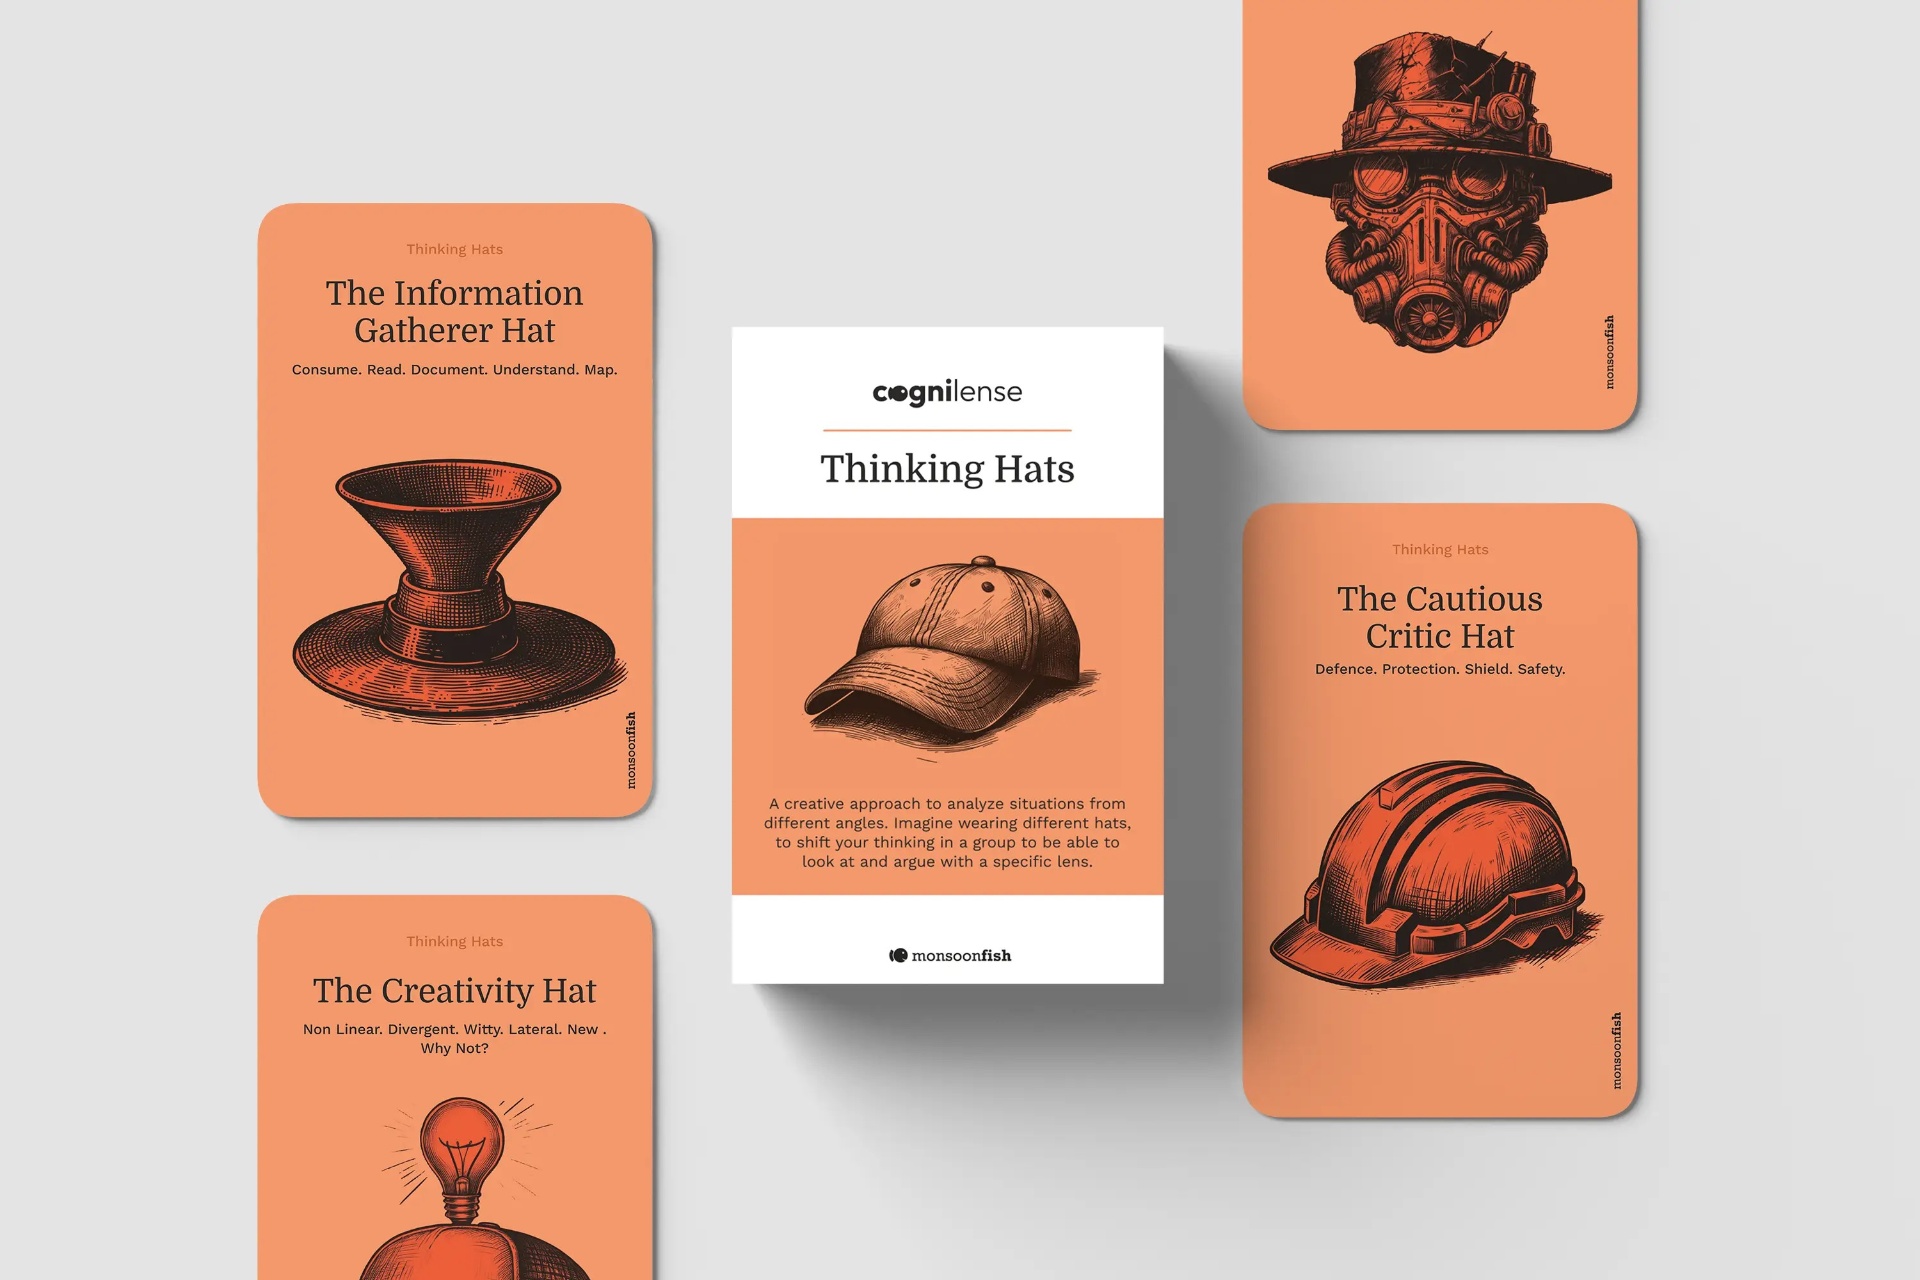 Thinking Hats
The Information
Gatherer Hat
Consume. Read. Document. Understand. Map.
monsoonfish
Thinking Hats
The Creativity Hat
Non Linear. Divergent. Witty. Lateral. New .
Why Not?
cognilense
Thinking Hats
A creative approach to analyze situations from
different angles. Imagine wearing different hats,
to shift your thinking in a group to be able to
look at and argue with a specific lens.
monsoonfish
monsoonfish
Thinking Hats
The Cautious
Critic Hat
Defence. Protection. Shield. Safety.
monsoonfish